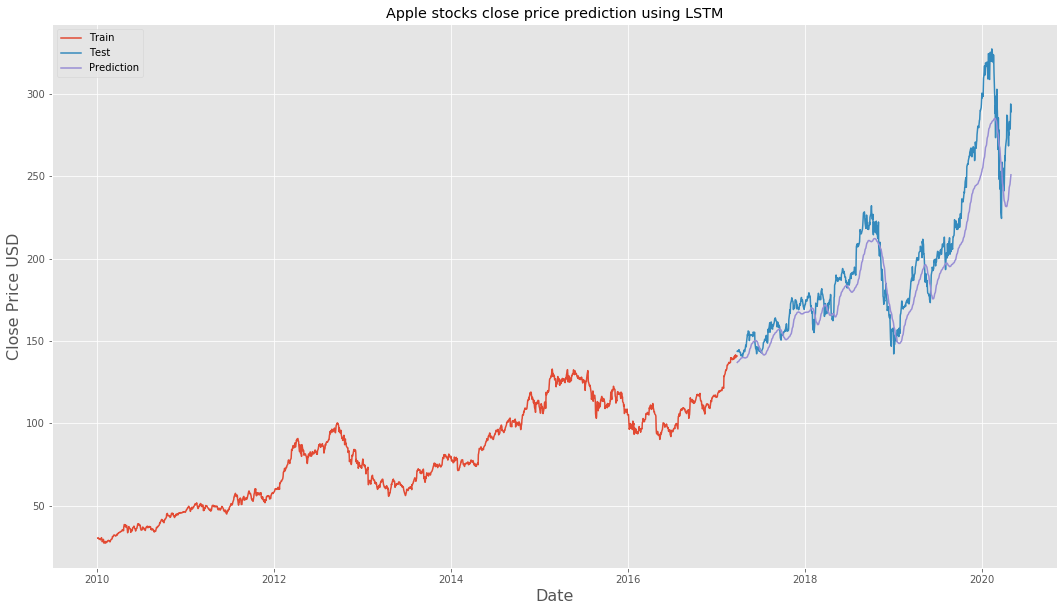 Apple stocks close price prediction using LSTM
Train
Test
Prediction
Close Price USD
300
250
200
150
100
50
2010
2012
2014
2016
2018
2020
Date